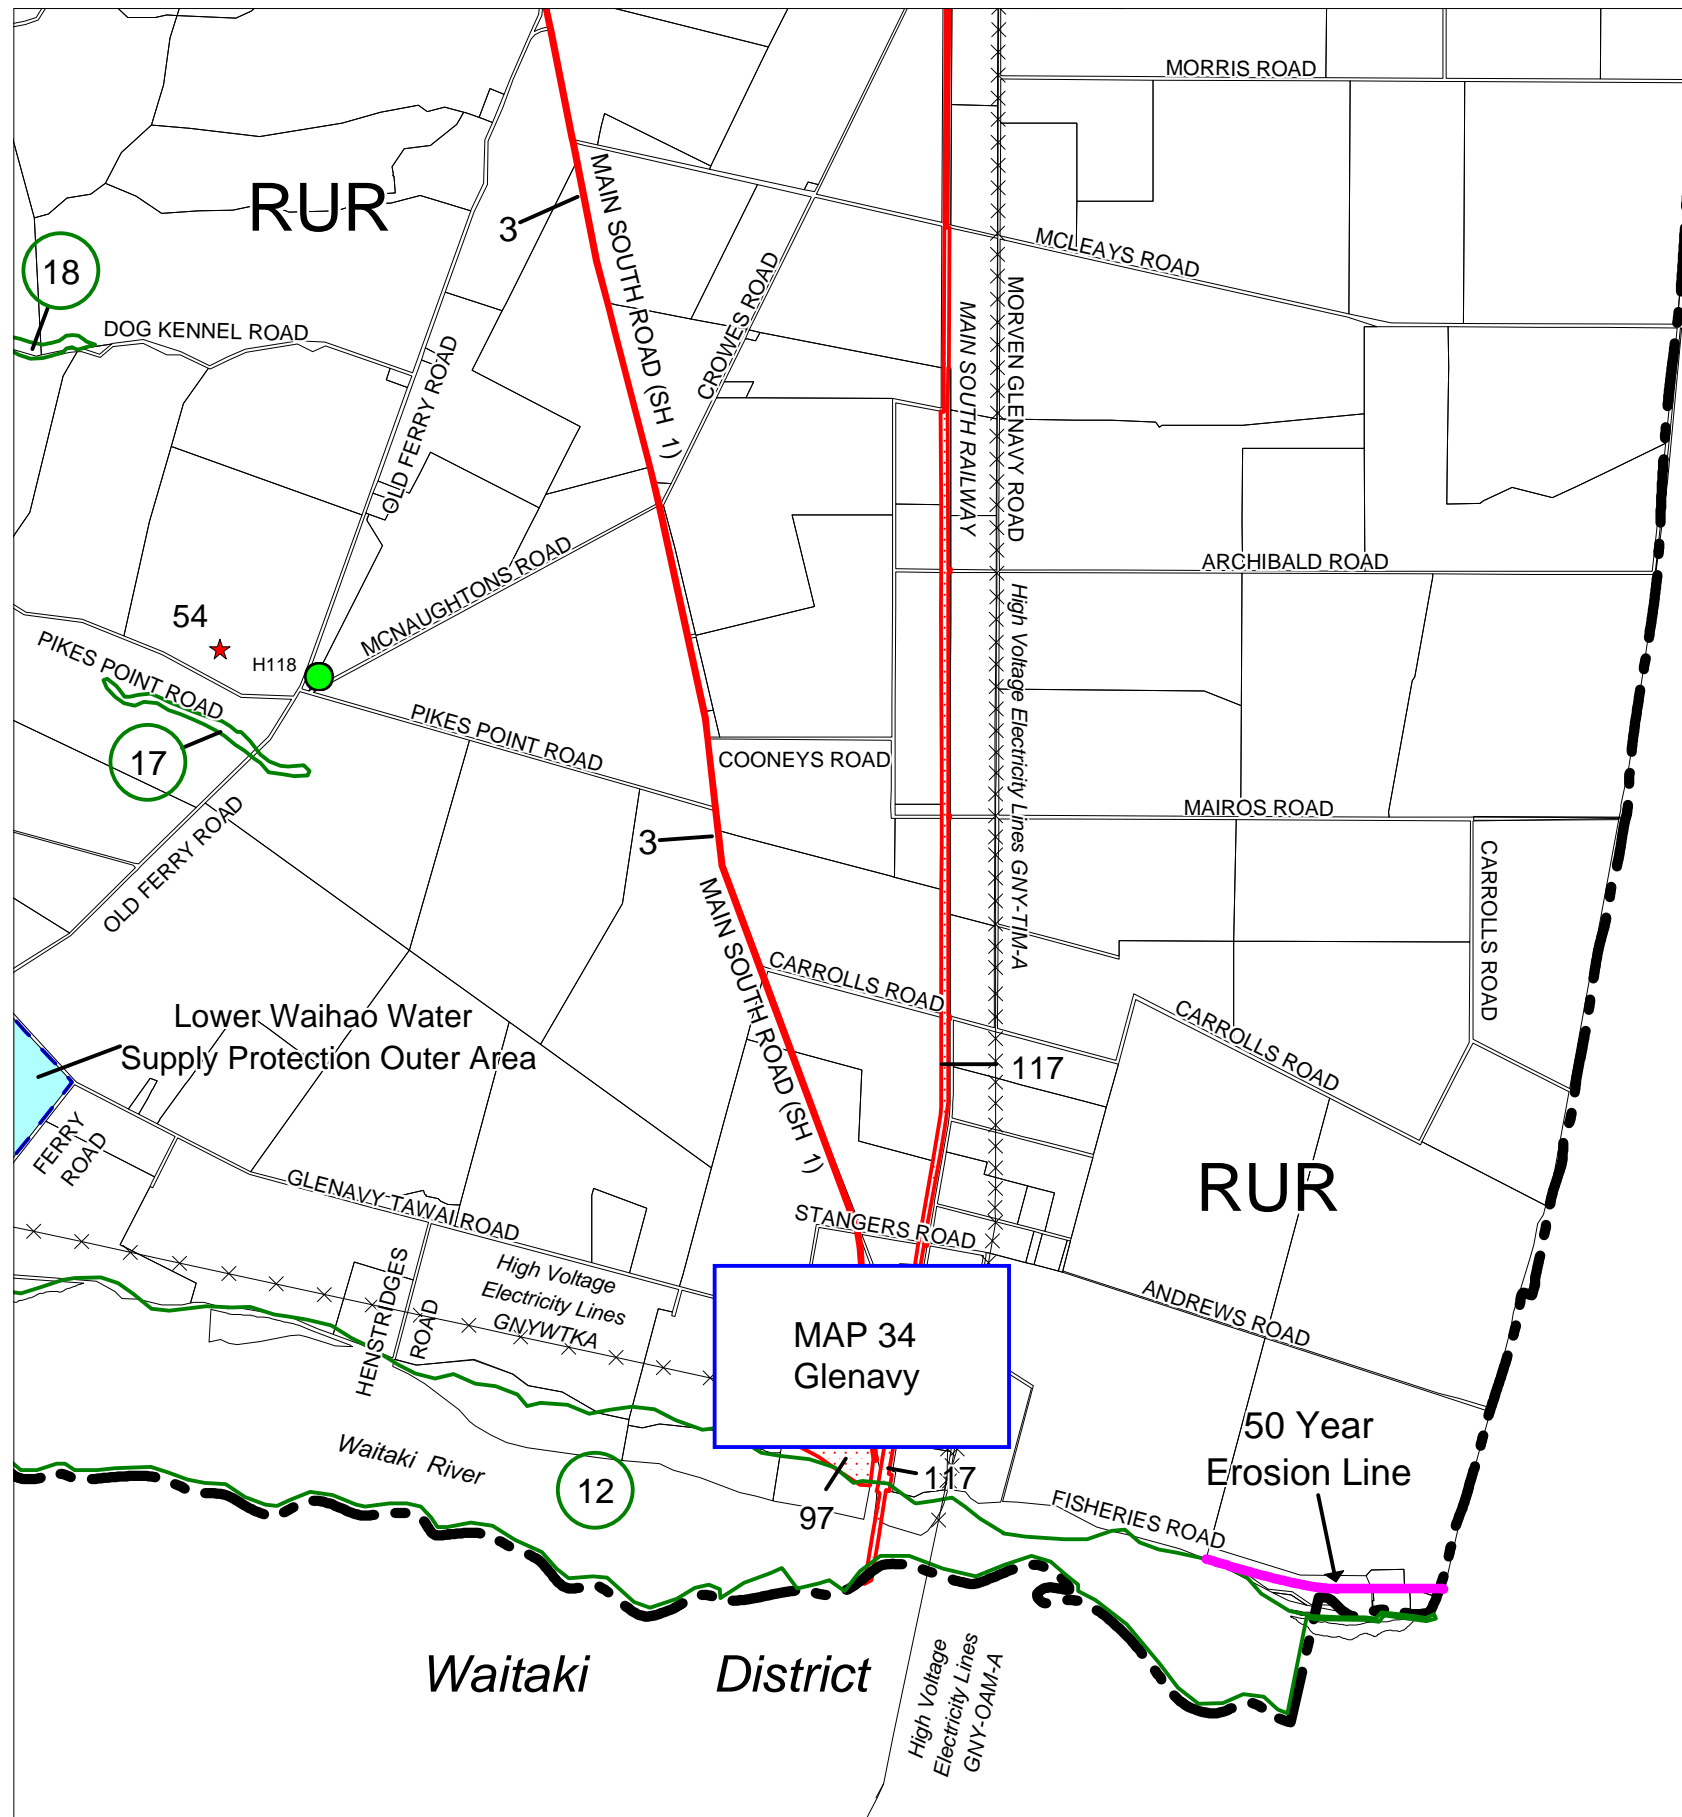 MORRIS ROAD
RUR
3
MAIN SOUTH ROAD (SH 1)
MCLEAYS ROAD
18
DOG KENNEL ROAD
CROWES ROAD
MAIN SOUTH RAILWAY
MORVEN GLENAVY ROAD
OLD FERRY ROAD
ARCHIBALD ROAD
MCNAUGHTONS ROAD
54
H118
PIKES POINT ROAD
High Voltage Electricity Lines GNY-TIM-A
17
PIKES POINT ROAD
COONEYS ROAD
MAIROS ROAD
OLD FERRY ROAD
3
CARROLLS ROAD
MAIN SOUTH ROAD (SH 1)
CARROLLS ROAD
CARROLLS ROAD
Lower Waihao Water
Supply Protection Outer Area
117
FERRY
ROAD
RUR
GLENAVY TAWAI ROAD
STANGERS ROAD
High Voltage
Electricity Lines
GNYWTKA
HENSTRIDGES
ROAD
ANDREWS ROAD
MAP 34
Glenavy
50 Year
Erosion Line
Waitaki River
12
117
97
FISHERIES ROAD
Waitaki District
High Voltage
Electricity Lines
GNY-OAM-A